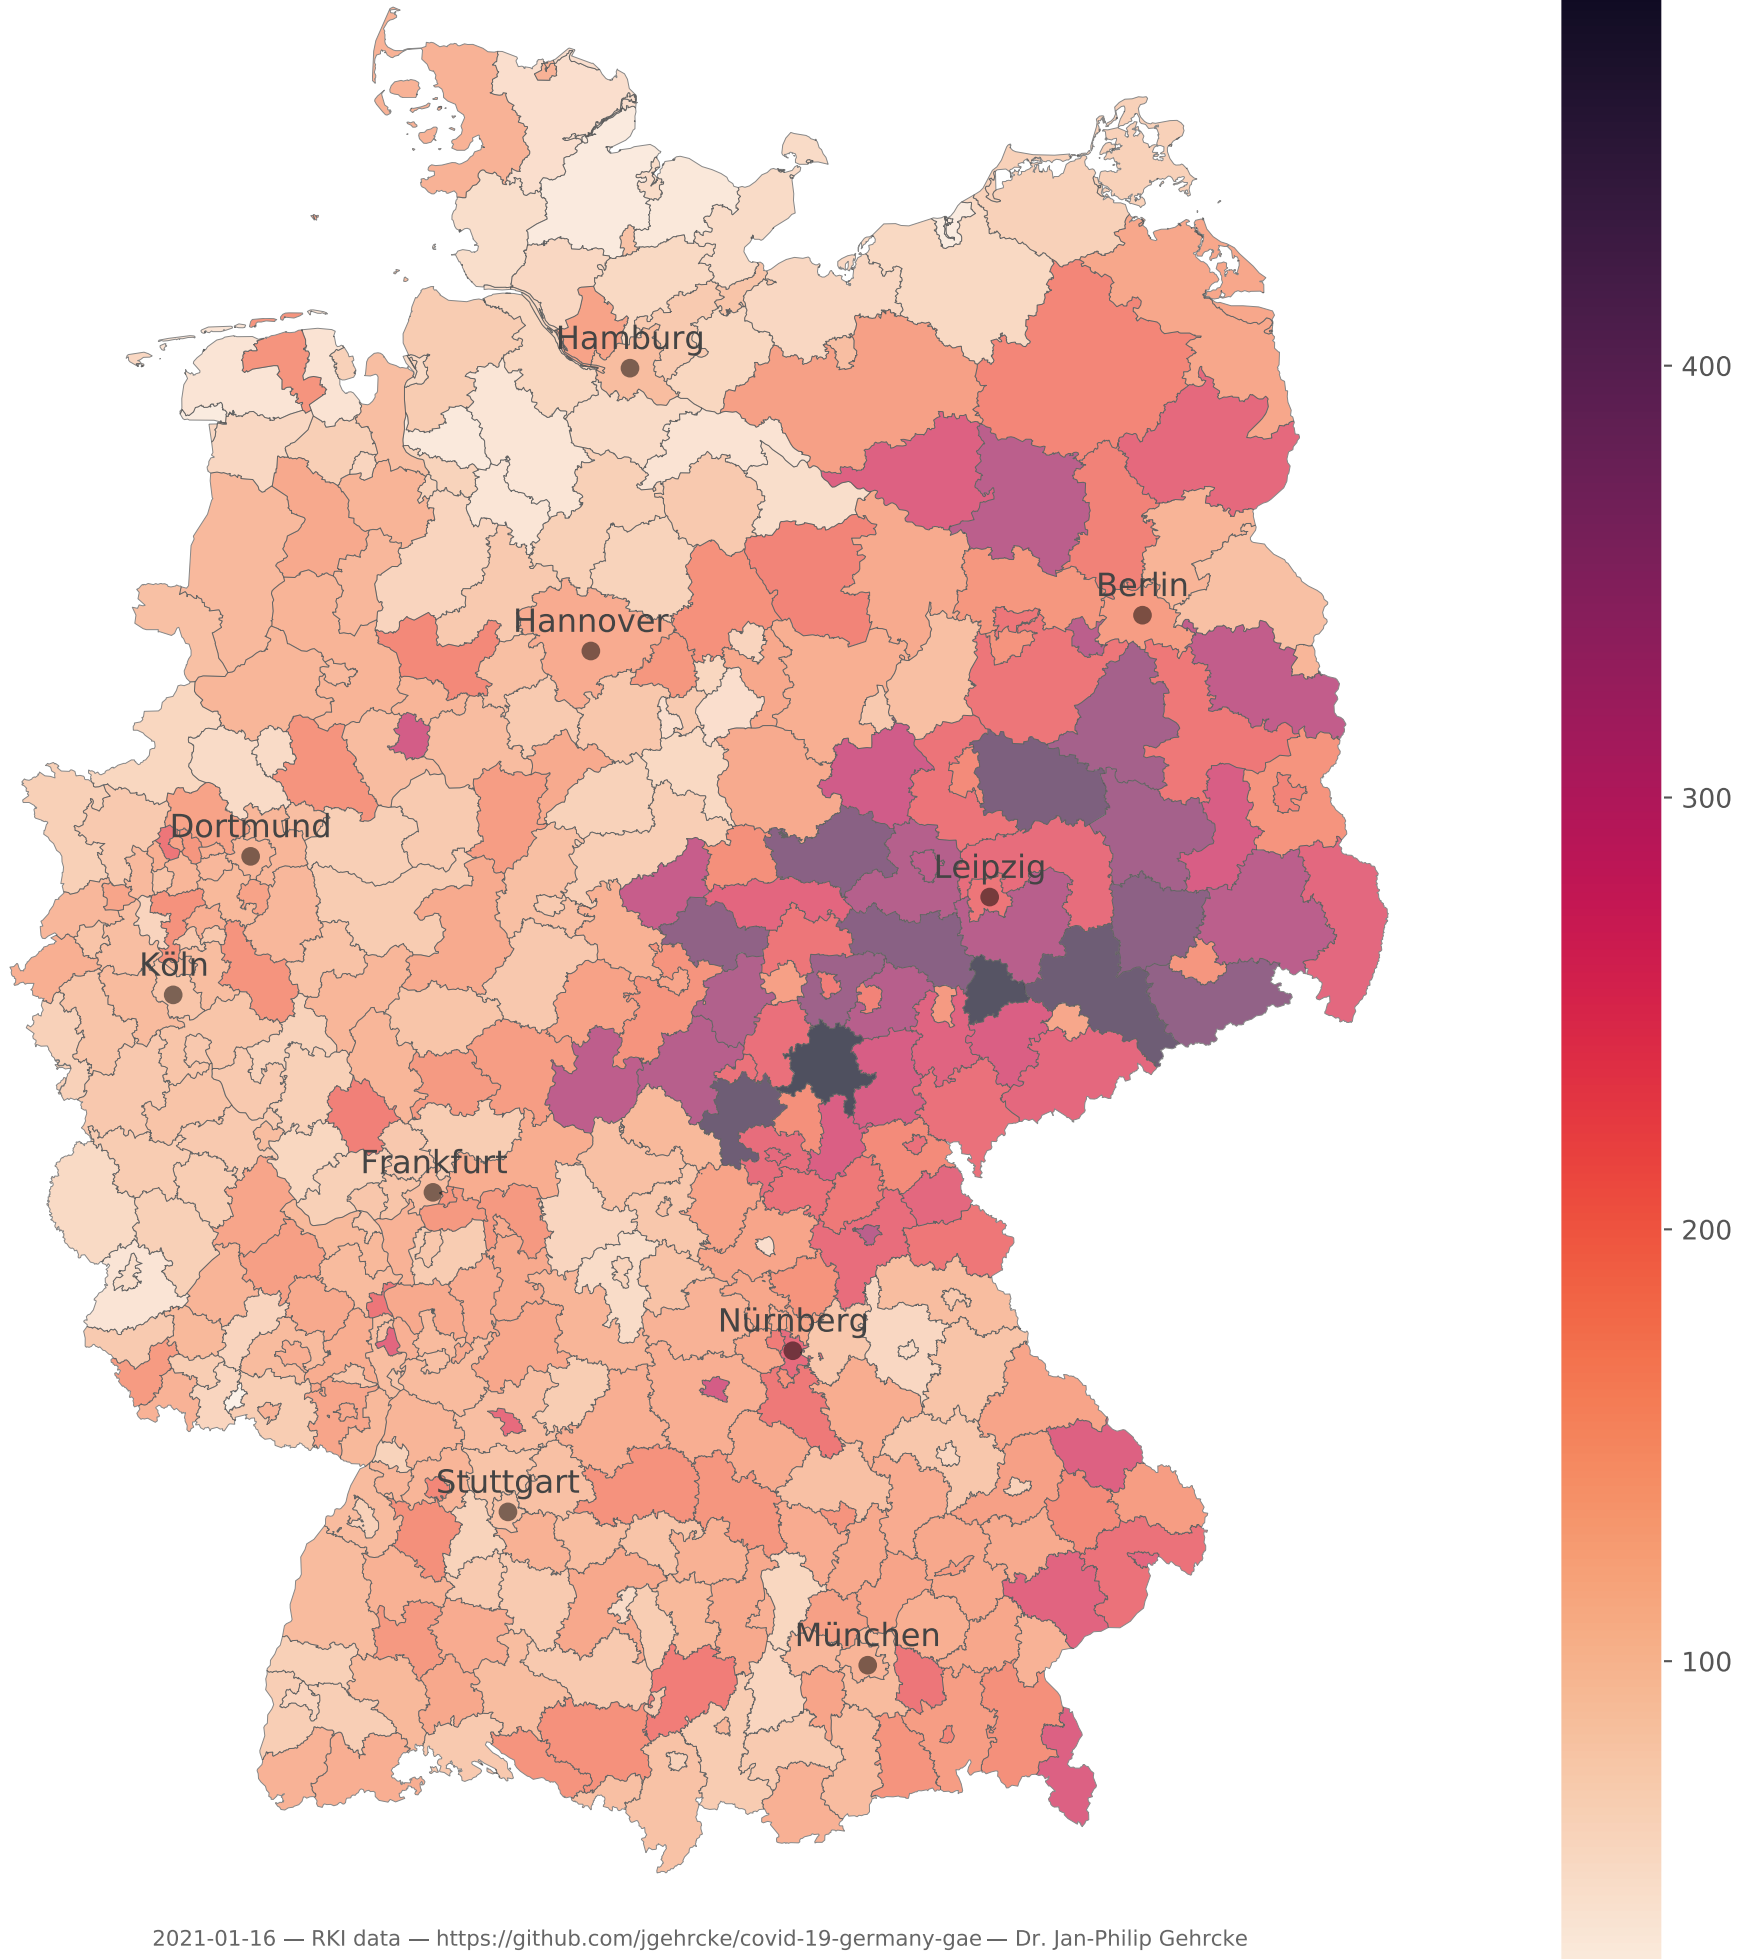 Hamburg
400
Berlin
Hannover
300
Dortmund
Leipzig
Köln
Frankfurt
200
Nürnberg
Stuttgart
München
100
2021-01-16 — RKI data — https://github.com/jgehrcke/covid-19-germany-gae — Dr. Jan-Philip Gehrcke